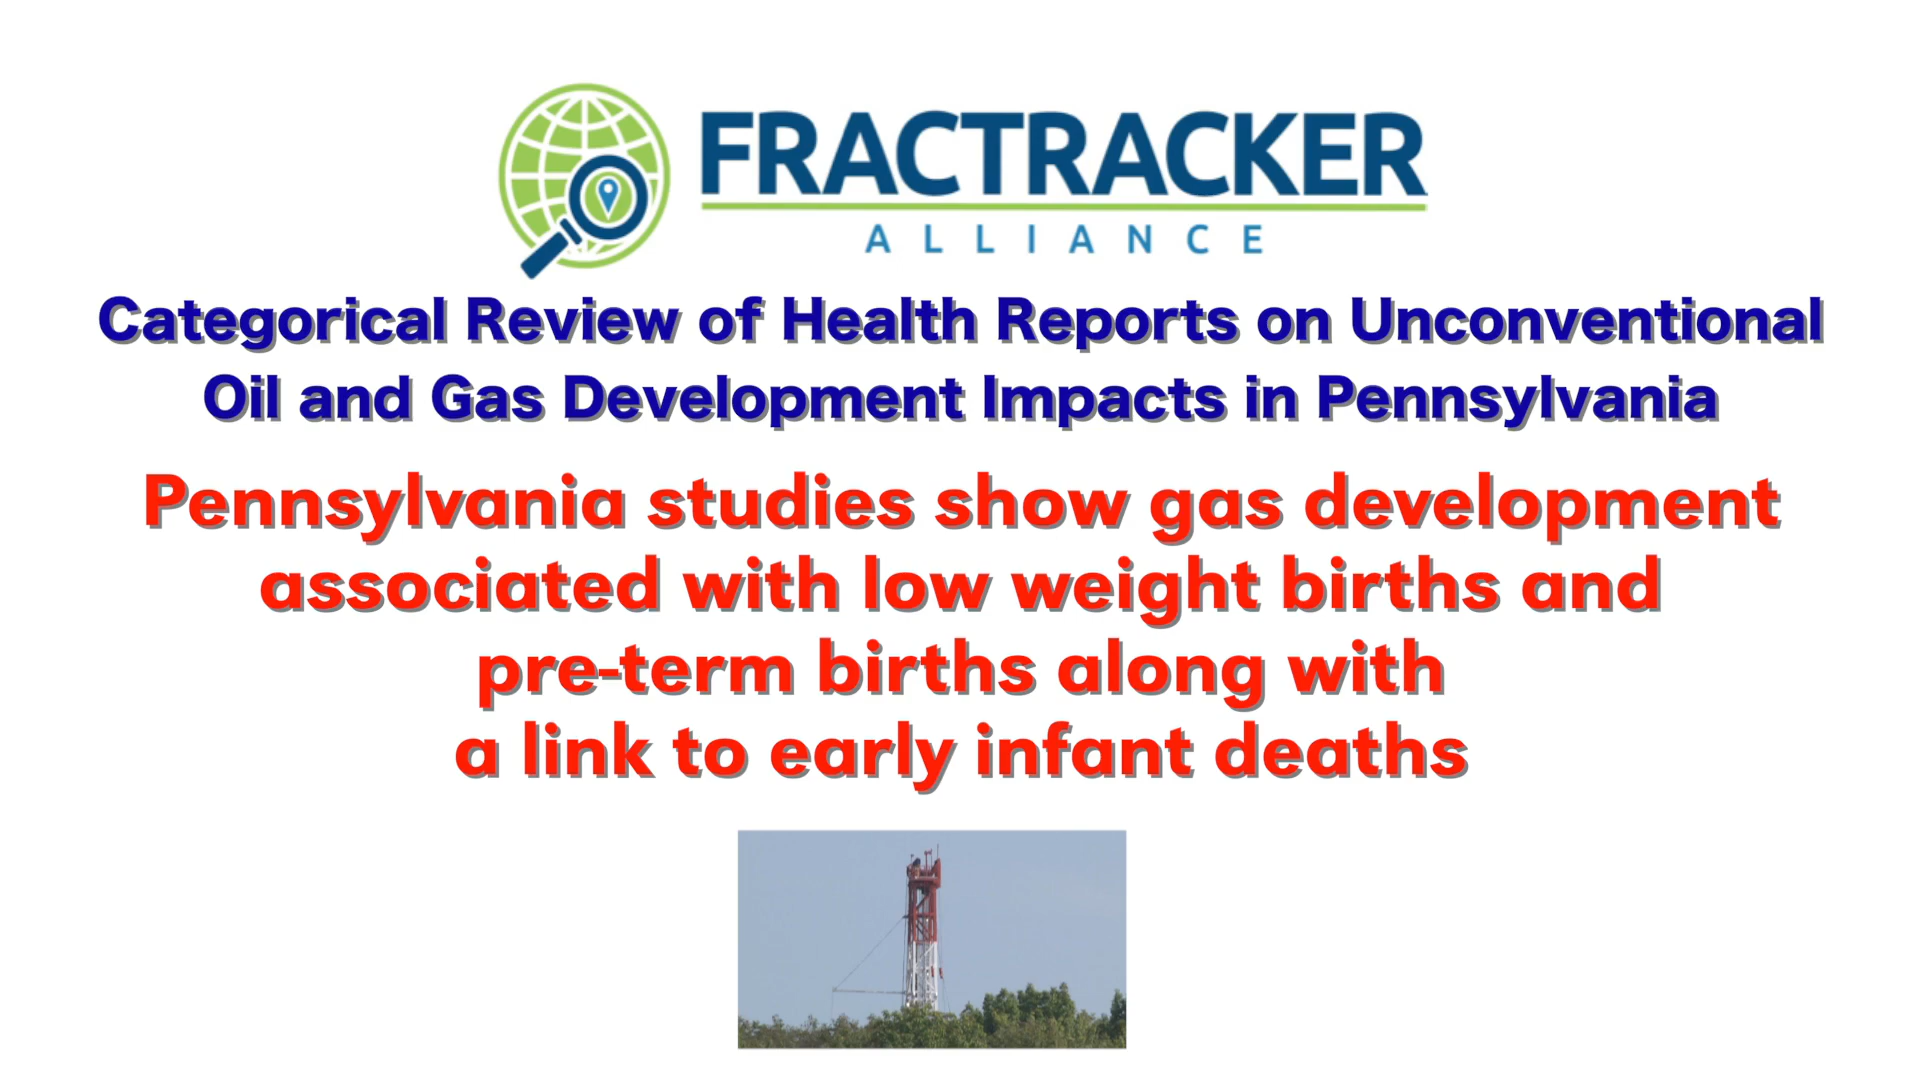 FRACTRACKER
ALLIANCE
Categorical Review of Health Reports on Unconventional
Oil and Gas Development Impacts in Pennsylvania
Pennsylvania studies show gas development
associated with low weight births and
pre-term births along with
a link to early infant deaths